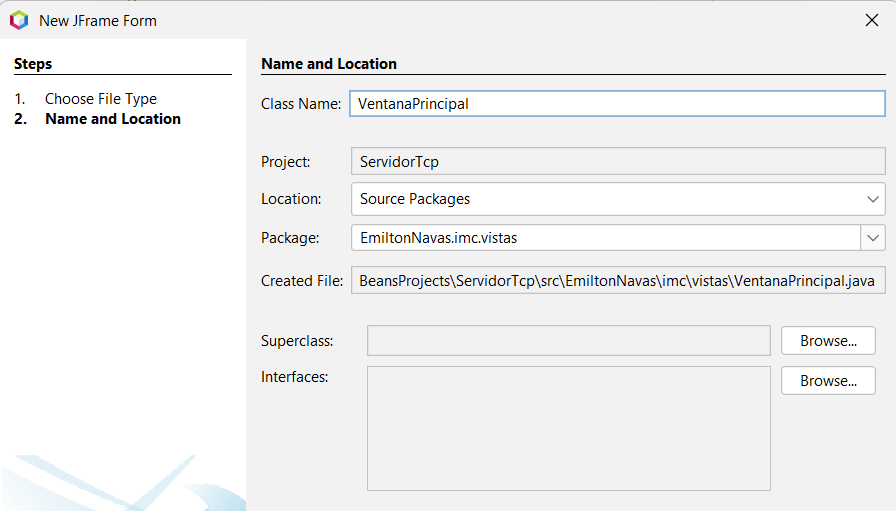 New JFrame Form
Steps
1. Choose File Type
2. Name and Location
Name and Location
Class Name: VentanaPrincipal
Project: ServidorTcp
Location: Source Packages
Package: EmiltonNavas.imc.vistas
Created File: BeansProjects\ServidorTcp\src\EmiltonNavas\imc\vistas\VentanaPrincipal.java
Superclass: Browse...
Interfaces: Browse...